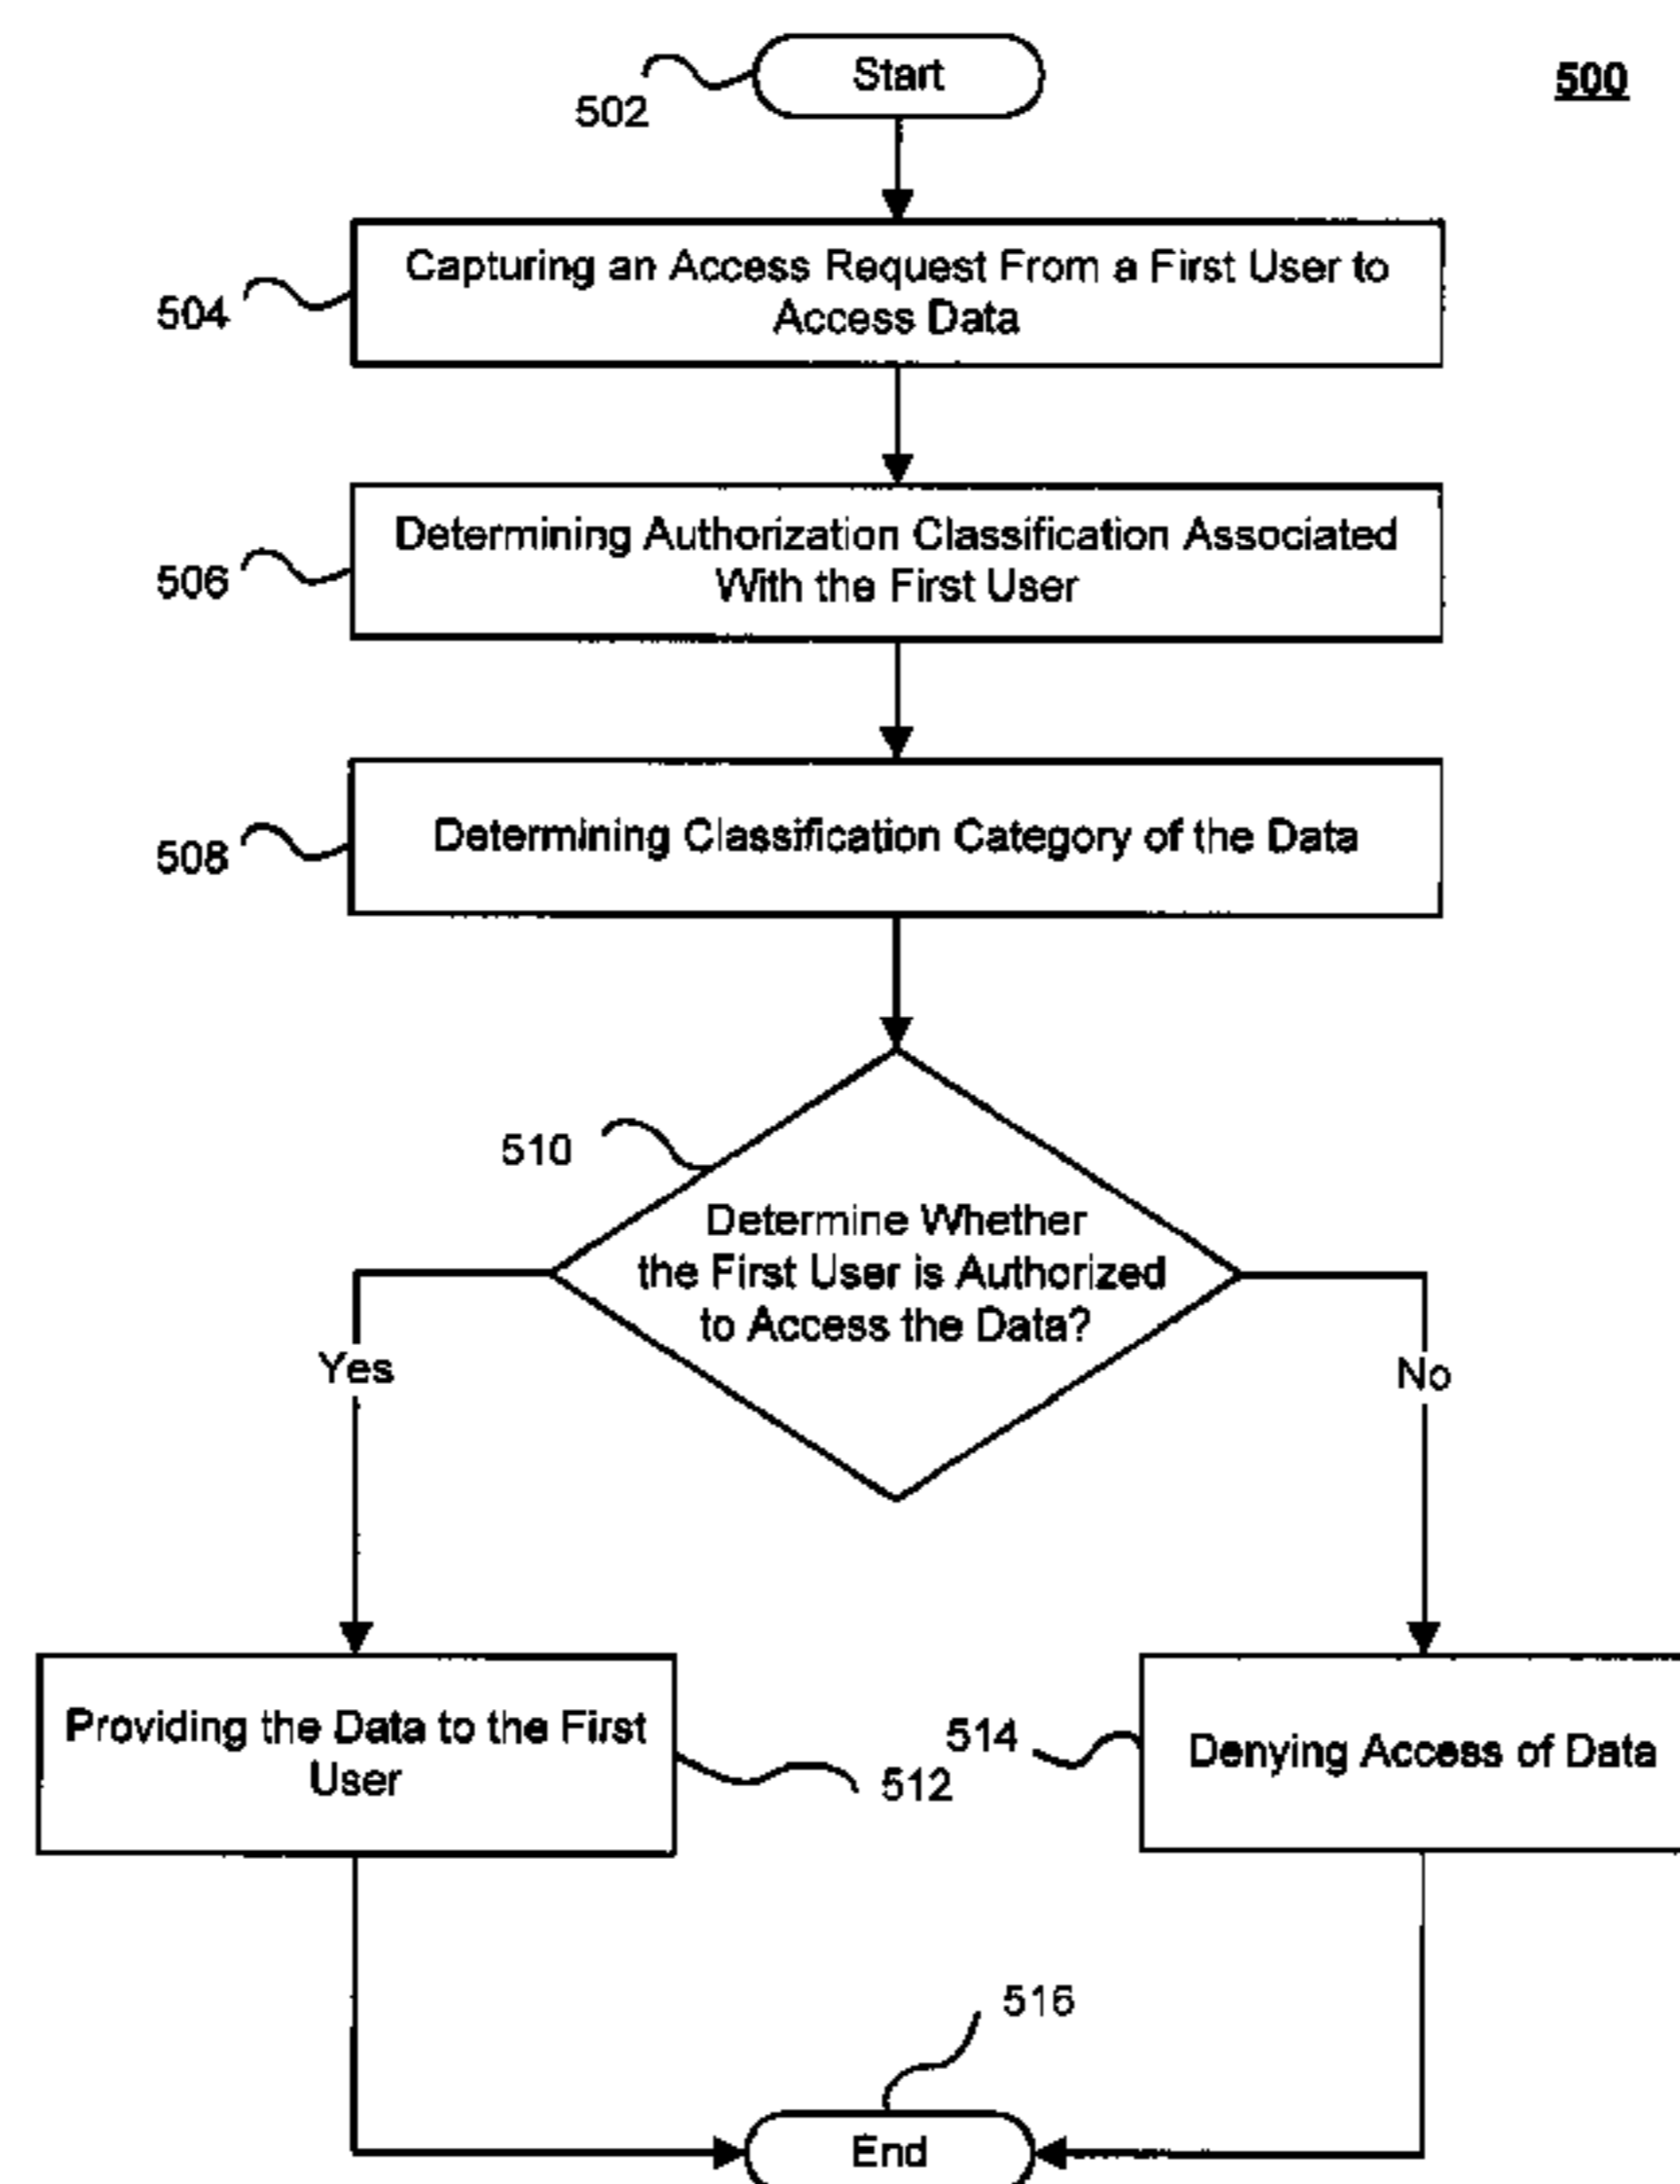 500
Start
502
Capturing an Access Request From a First User to
Access Data
504
Determining Authorization Classification Associated
With the First User
506
Determining Classification Category of the Data
508
510
Determine Whether
the First User is Authorized
to Access the Data?
Yes
No
Providing the Data to the First
User
512
514
Denying Access of Data
516
End